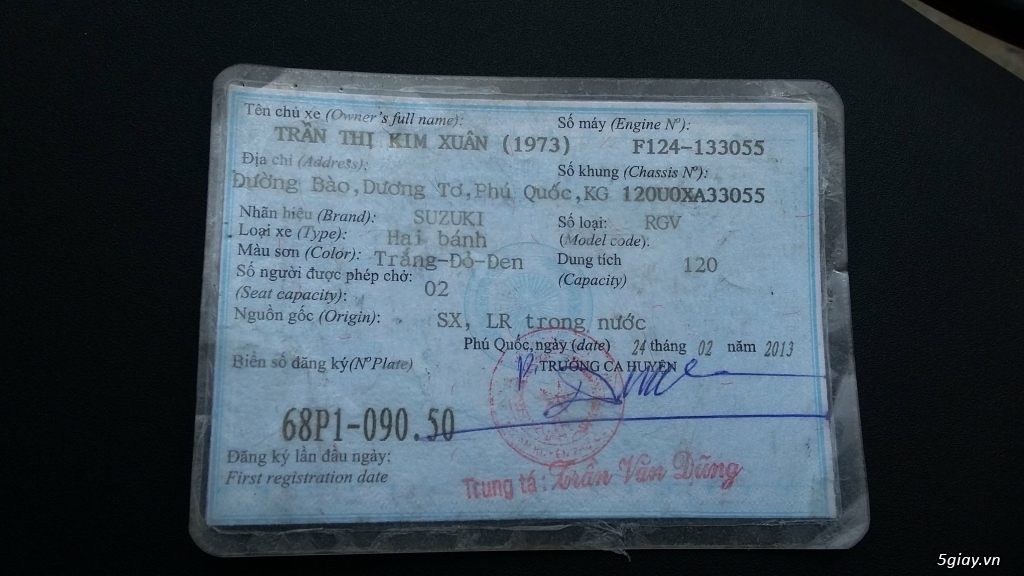 Tên chủ xe (Owner's full name):
TRẦN THỊ KIM XUÂN (1973)
Số máy (Engine Nº):
F124-133055
Địa chỉ (Address):
Đường Bào,Dương Tơ,Phú Quốc,KG
Số khung (Chassis Nº):
120U0XA33055
Nhãn hiệu (Brand): SUZUKI
Số loại: RGV
(Model code):
Loại xe (Type): Hai bánh
Màu sơn (Color): Trắng-Đỏ-Đen
Dung tích 120
(Capacity)
Số người được phép chở: 02
(Seat capacity):
Nguồn gốc (Origin): SX, LR trong nước
Phú Quốc, ngày (date) 24 tháng 02 năm 2013
Biển số đăng ký(Nº Plate)
P. TRƯỞNG CA HUYỆN
68P1-090.50
Đăng ký lần đầu ngày:
First registration date
Trung tá: Trần Văn Dũng
5giay.vn